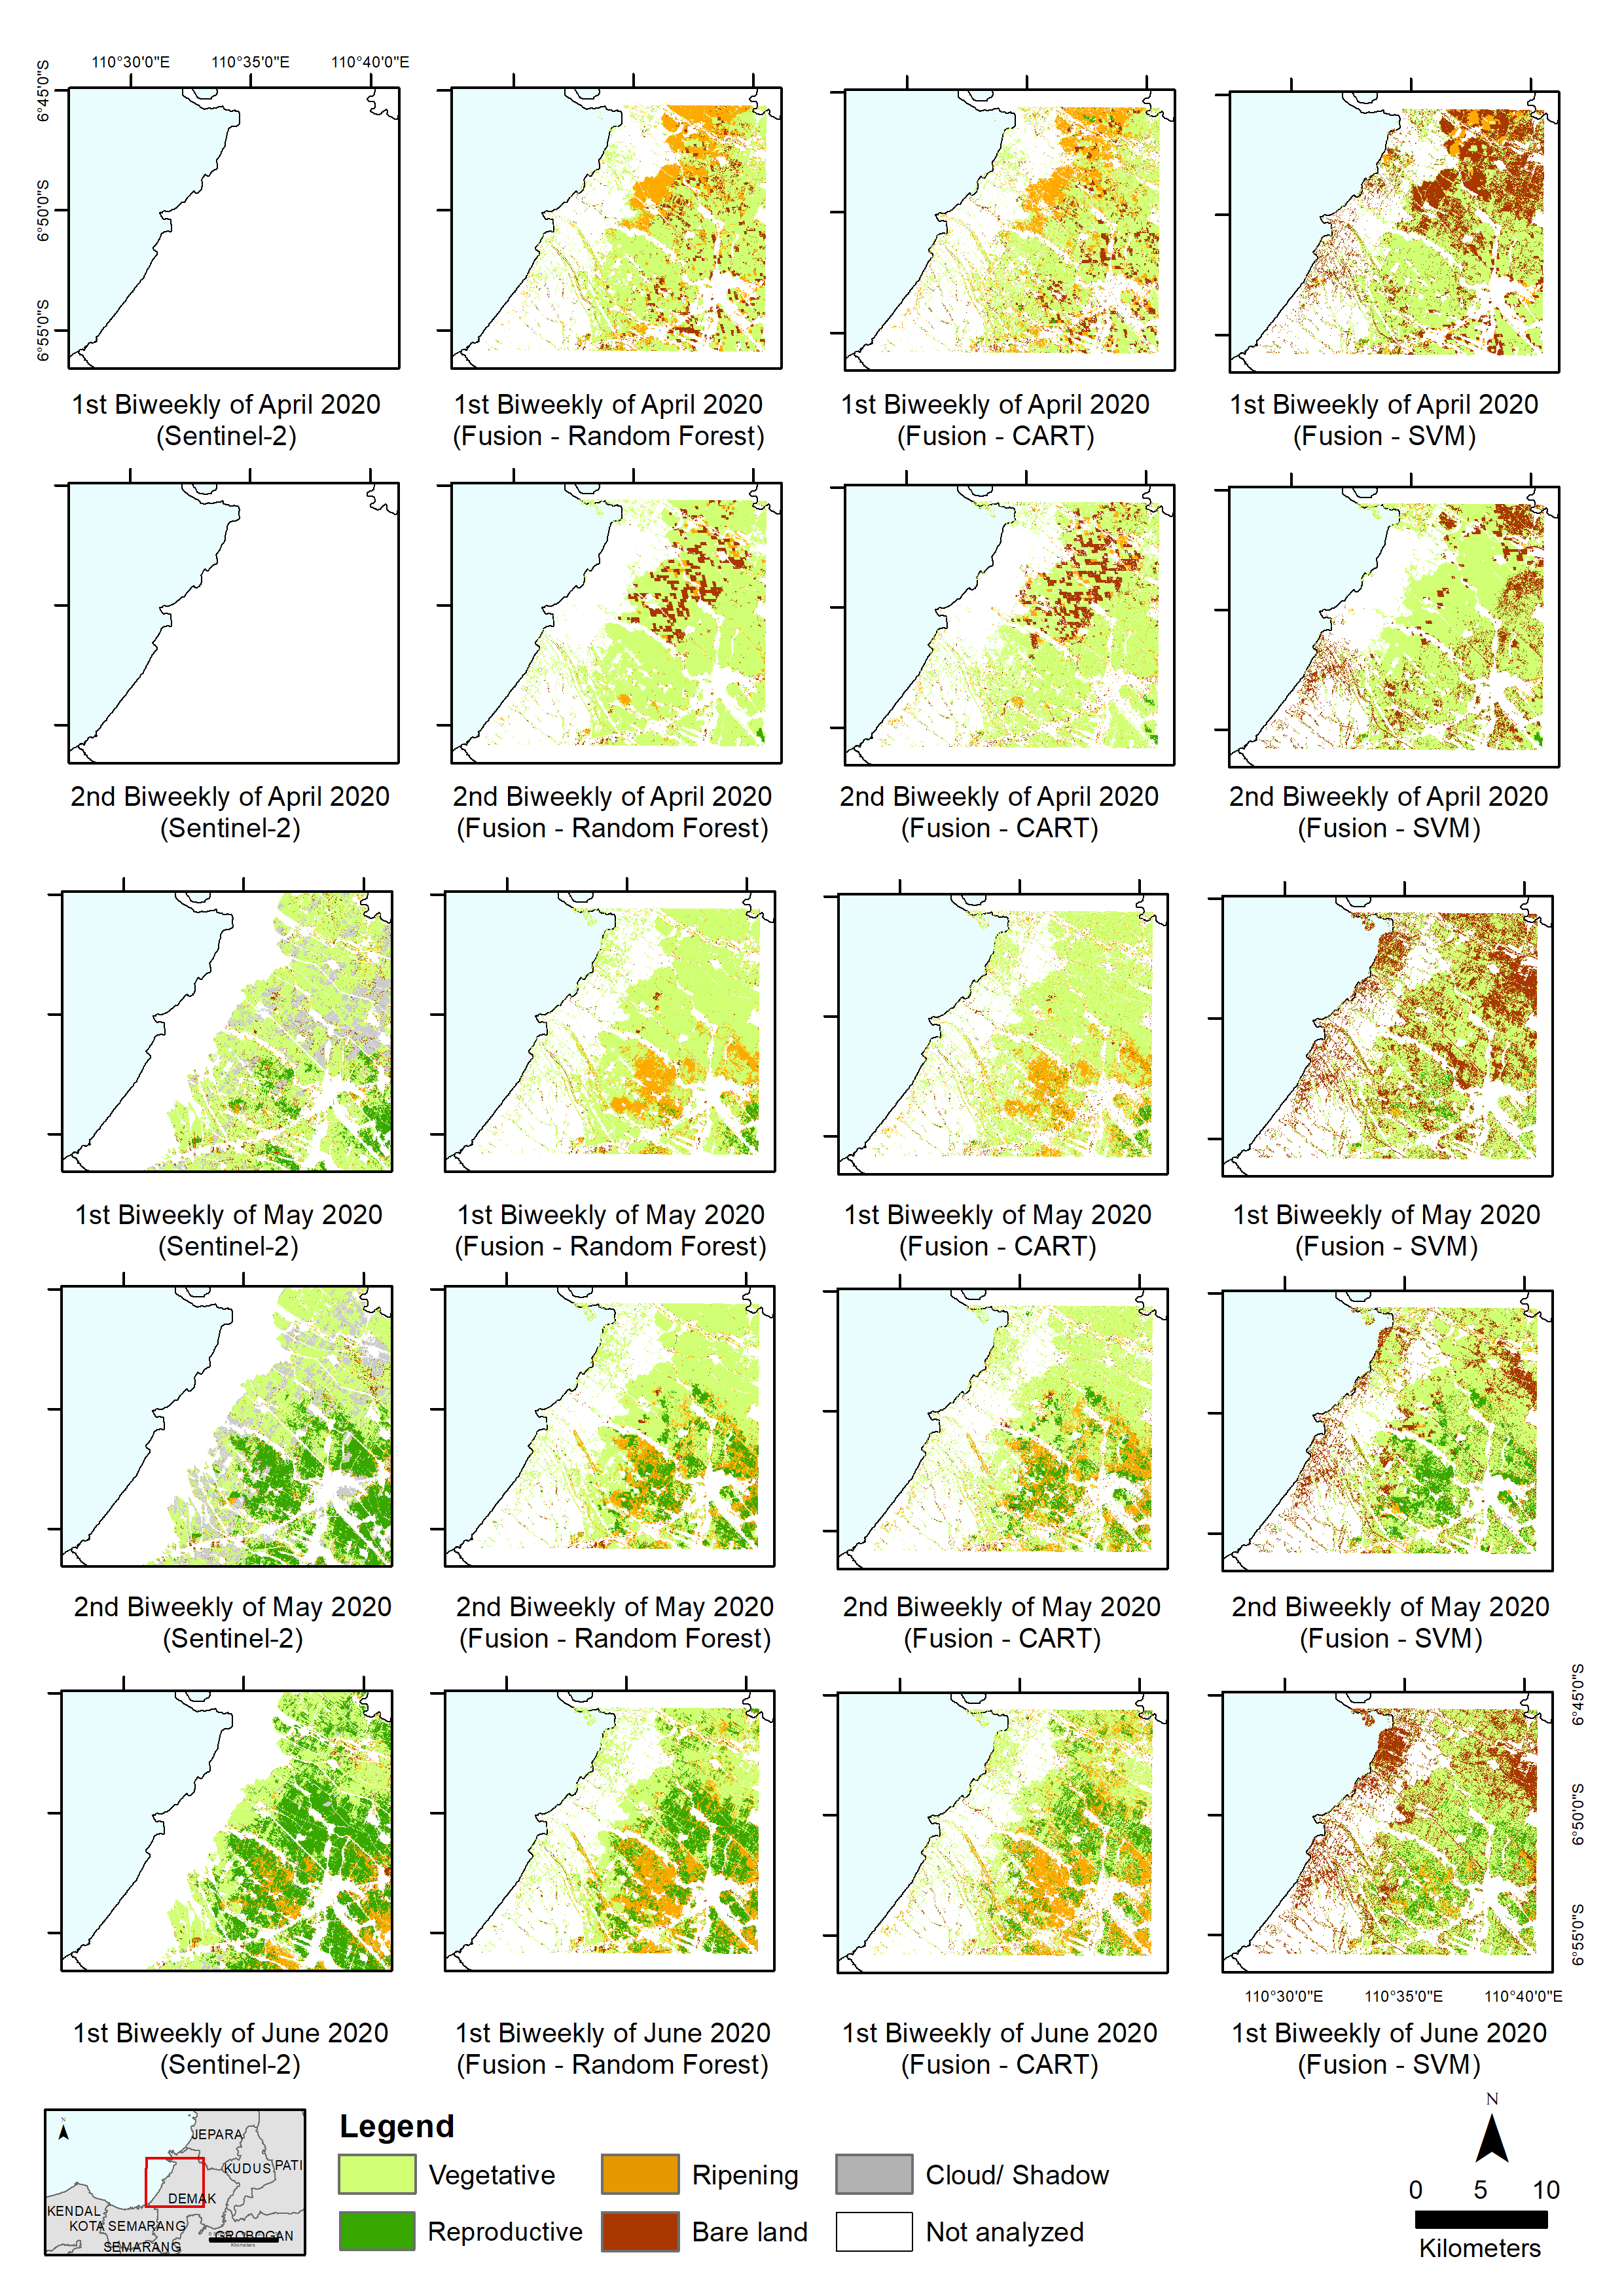 110°30'0"E 110°35'0"E 110°40'0"E
6°45'0"S
6°50'0"S
6°55'0"S
1st Biweekly of April 2020
(Sentinel-2)
1st Biweekly of April 2020
(Fusion - Random Forest)
1st Biweekly of April 2020
(Fusion - CART)
1st Biweekly of April 2020
(Fusion - SVM)
2nd Biweekly of April 2020
(Sentinel-2)
2nd Biweekly of April 2020
(Fusion - Random Forest)
2nd Biweekly of April 2020
(Fusion - CART)
2nd Biweekly of April 2020
(Fusion - SVM)
1st Biweekly of May 2020
(Sentinel-2)
1st Biweekly of May 2020
(Fusion - Random Forest)
1st Biweekly of May 2020
(Fusion - CART)
1st Biweekly of May 2020
(Fusion - SVM)
2nd Biweekly of May 2020
(Sentinel-2)
2nd Biweekly of May 2020
(Fusion - Random Forest)
2nd Biweekly of May 2020
(Fusion - CART)
2nd Biweekly of May 2020
(Fusion - SVM)
6°45'0"S
6°50'0"S
6°55'0"S
110°30'0"E 110°35'0"E 110°40'0"E
1st Biweekly of June 2020
(Sentinel-2)
1st Biweekly of June 2020
(Fusion - Random Forest)
1st Biweekly of June 2020
(Fusion - CART)
1st Biweekly of June 2020
(Fusion - SVM)
N
JEPARA
KUDUS PATI
DEMAK
KENDAL
KOTA SEMARANG
GROBOGAN
SEMARANG
Kilometers
Legend
Vegetative
Ripening
Cloud/ Shadow
Reproductive
Bare land
Not analyzed
N
0 5 10
Kilometers